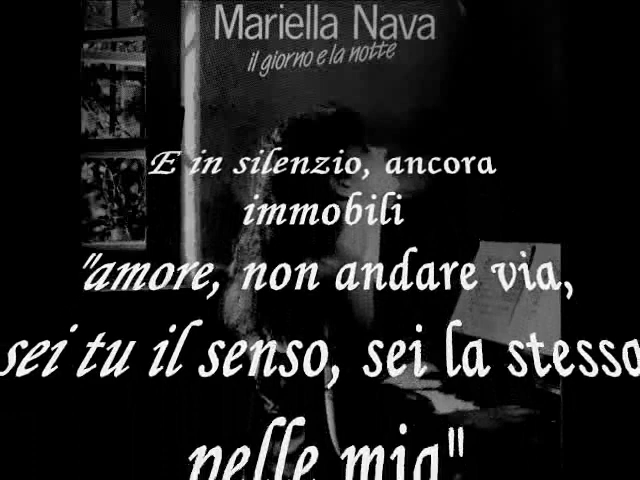 Mariella Nava
il giorno e la notte
E in silenzio, ancora
immobili
"amore, non andare via,
sei tu il senso, sei la stessa
pelle mia"